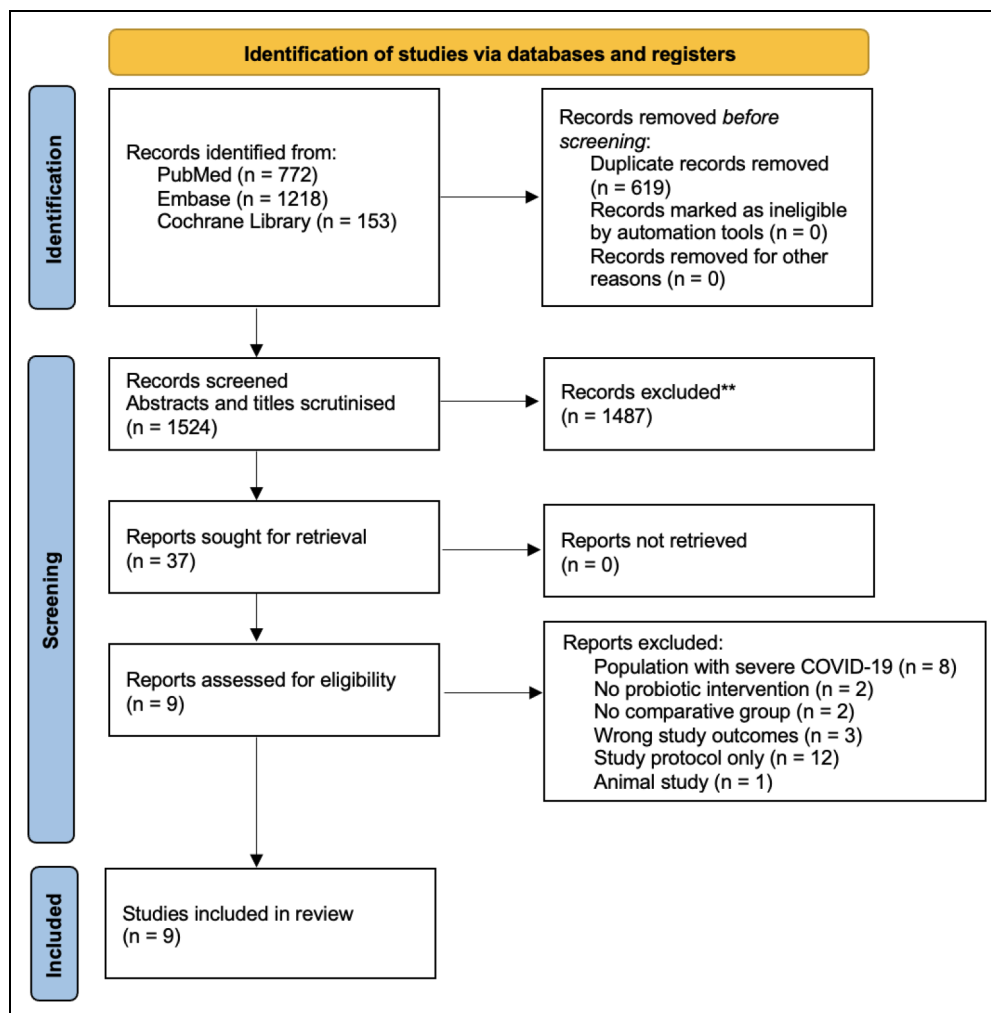 Identification of studies via databases and registers
Identification
Records identified from:
PubMed (n = 772)
Embase (n = 1218)
Cochrane Library (n = 153)
Records removed before
screening:
Duplicate records removed
(n = 619)
Records marked as ineligible
by automation tools (n = 0)
Records removed for other
reasons (n = 0)
Screening
Records screened
Abstracts and titles scrutinised
(n = 1524)
Records excluded**
(n = 1487)
Reports sought for retrieval
(n = 37)
Reports not retrieved
(n = 0)
Reports assessed for eligibility
(n = 9)
Reports excluded:
Population with severe COVID-19 (n = 8)
No probiotic intervention (n = 2)
No comparative group (n = 2)
Wrong study outcomes (n = 3)
Study protocol only (n = 12)
Animal study (n = 1)
Included
Studies included in review
(n = 9)